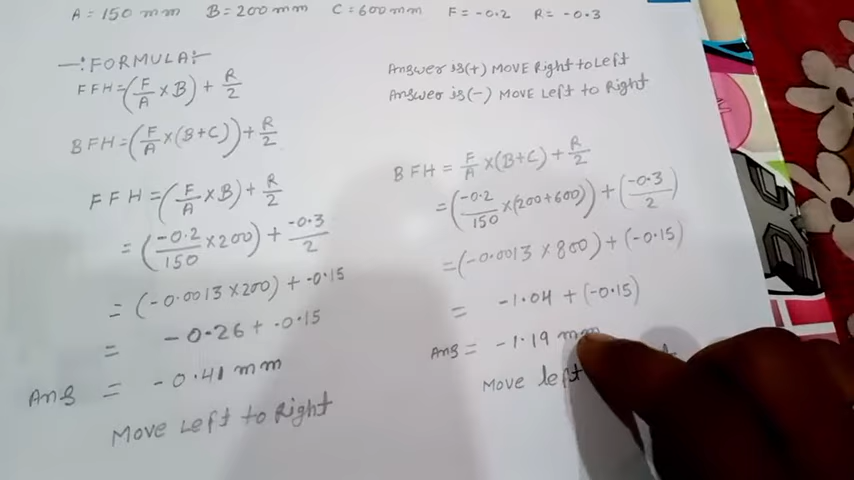 A = 150 mm B = 200 mm C = 600 mm F = -0.2 R = -0.3
-: FORMULA :-
FFH = (F/A × B) + R/2
BFH = (F/A × (B+C)) + R/2
FFH = (F/A × B) + R/2
= (-0.2/150 × 200) + -0.3/2
= (-0.0013 × 200) + -0.15
= -0.26 + -0.15
Ans = -0.41 mm
Move Left to Right
Answer is (+) MOVE Right to Left
Answer is (-) MOVE Left to Right
BFH = F/A × (B+C) + R/2
= (-0.2/150 × (200+600)) + (-0.3/2)
= (-0.0013 × 800) + (-0.15)
= -1.04 + (-0.15)
Ans = -1.19 mm
Move left